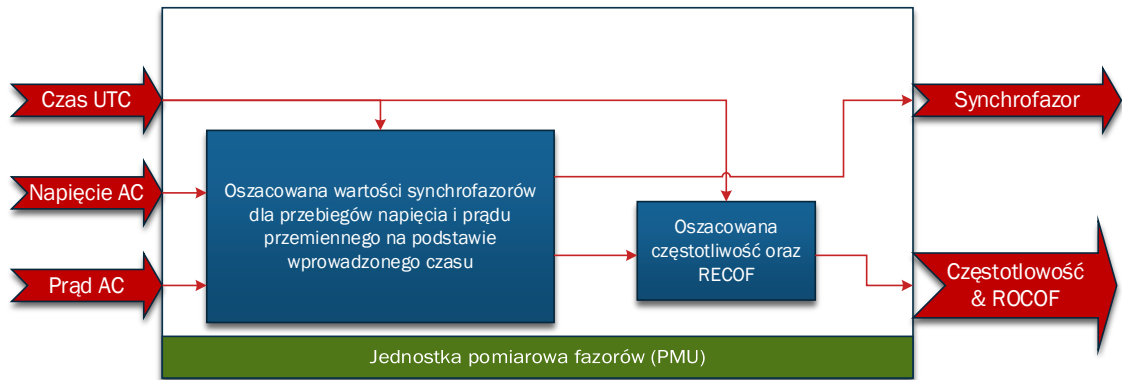 Czas UTC
Synchrofazor
Napięcie AC
Oszacowana wartości synchrofazorów
dla przebiegów napięcia i prądu
przemiennego na podstawie
wprowadzonego czasu
Oszacowana
częstotliwość oraz
RECOF
Prąd AC
Częstotlowość
& ROCOF
Jednostka pomiarowa fazorów (PMU)